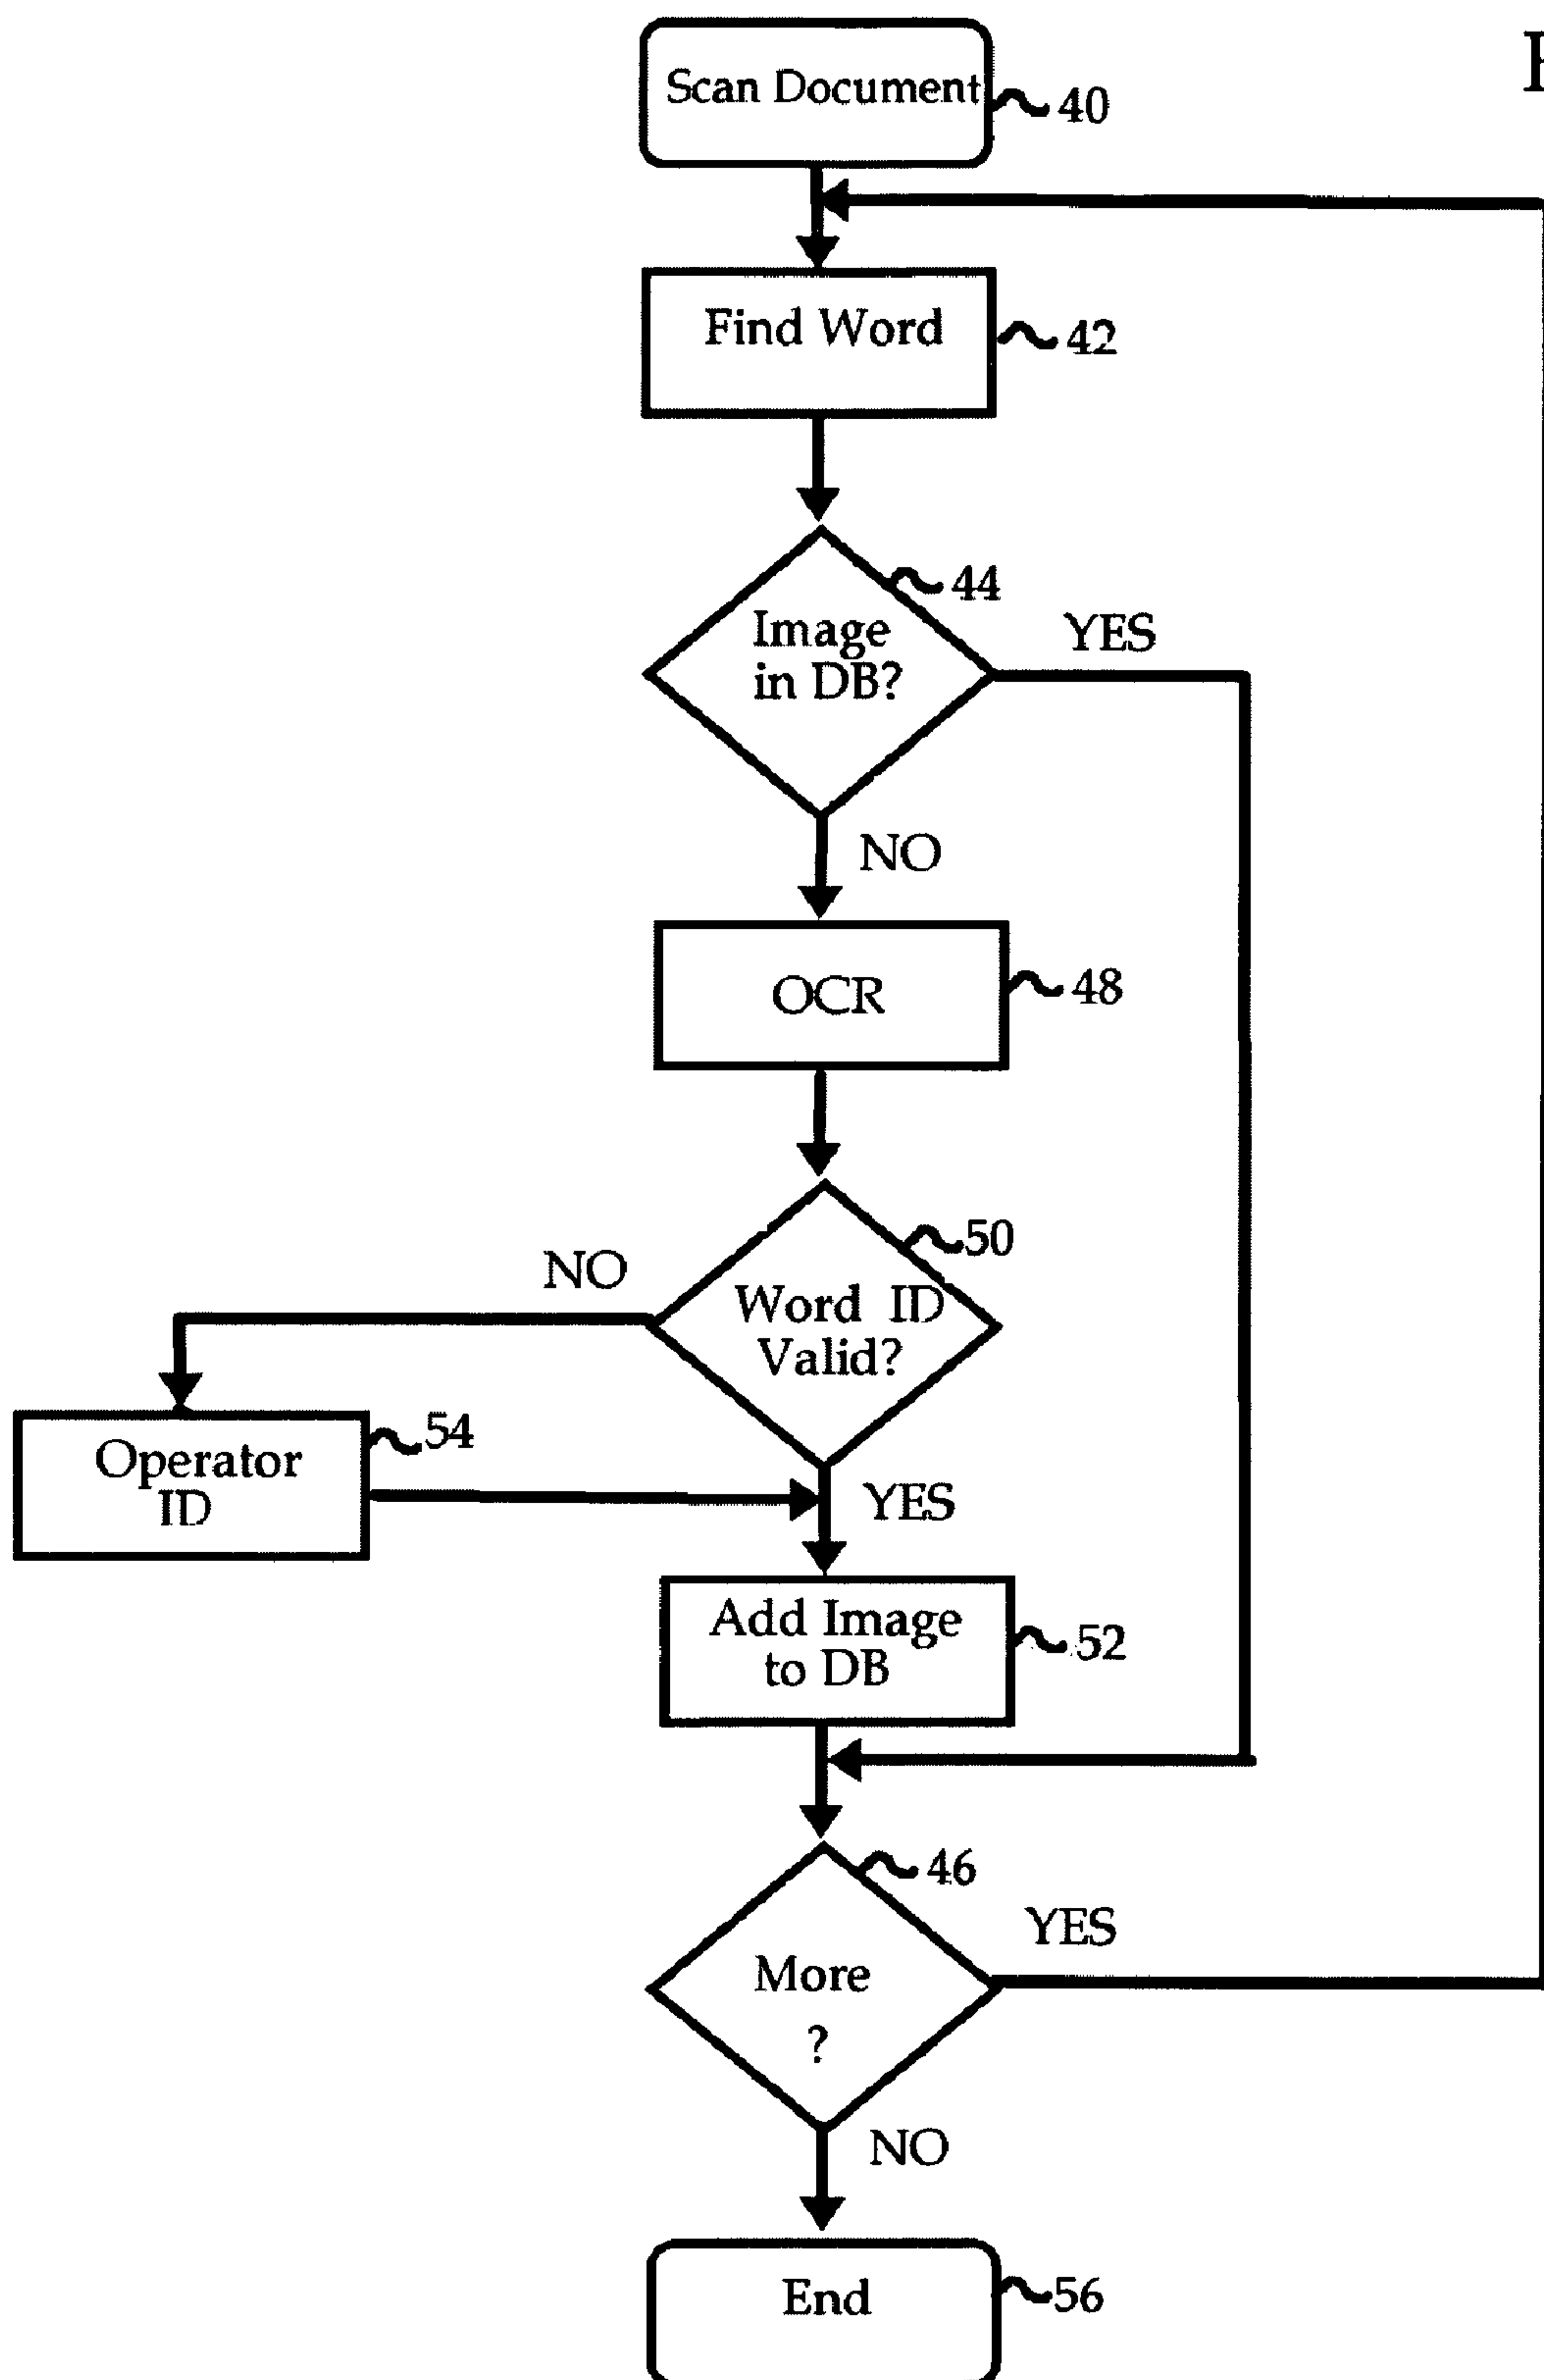 Scan Document
40
Find Word
42
44
Image
in DB?
YES
NO
OCR
48
50
NO
Word ID
Valid?
54
Operator
ID
YES
Add Image
to DB
52
46
YES
More
?
NO
End
56